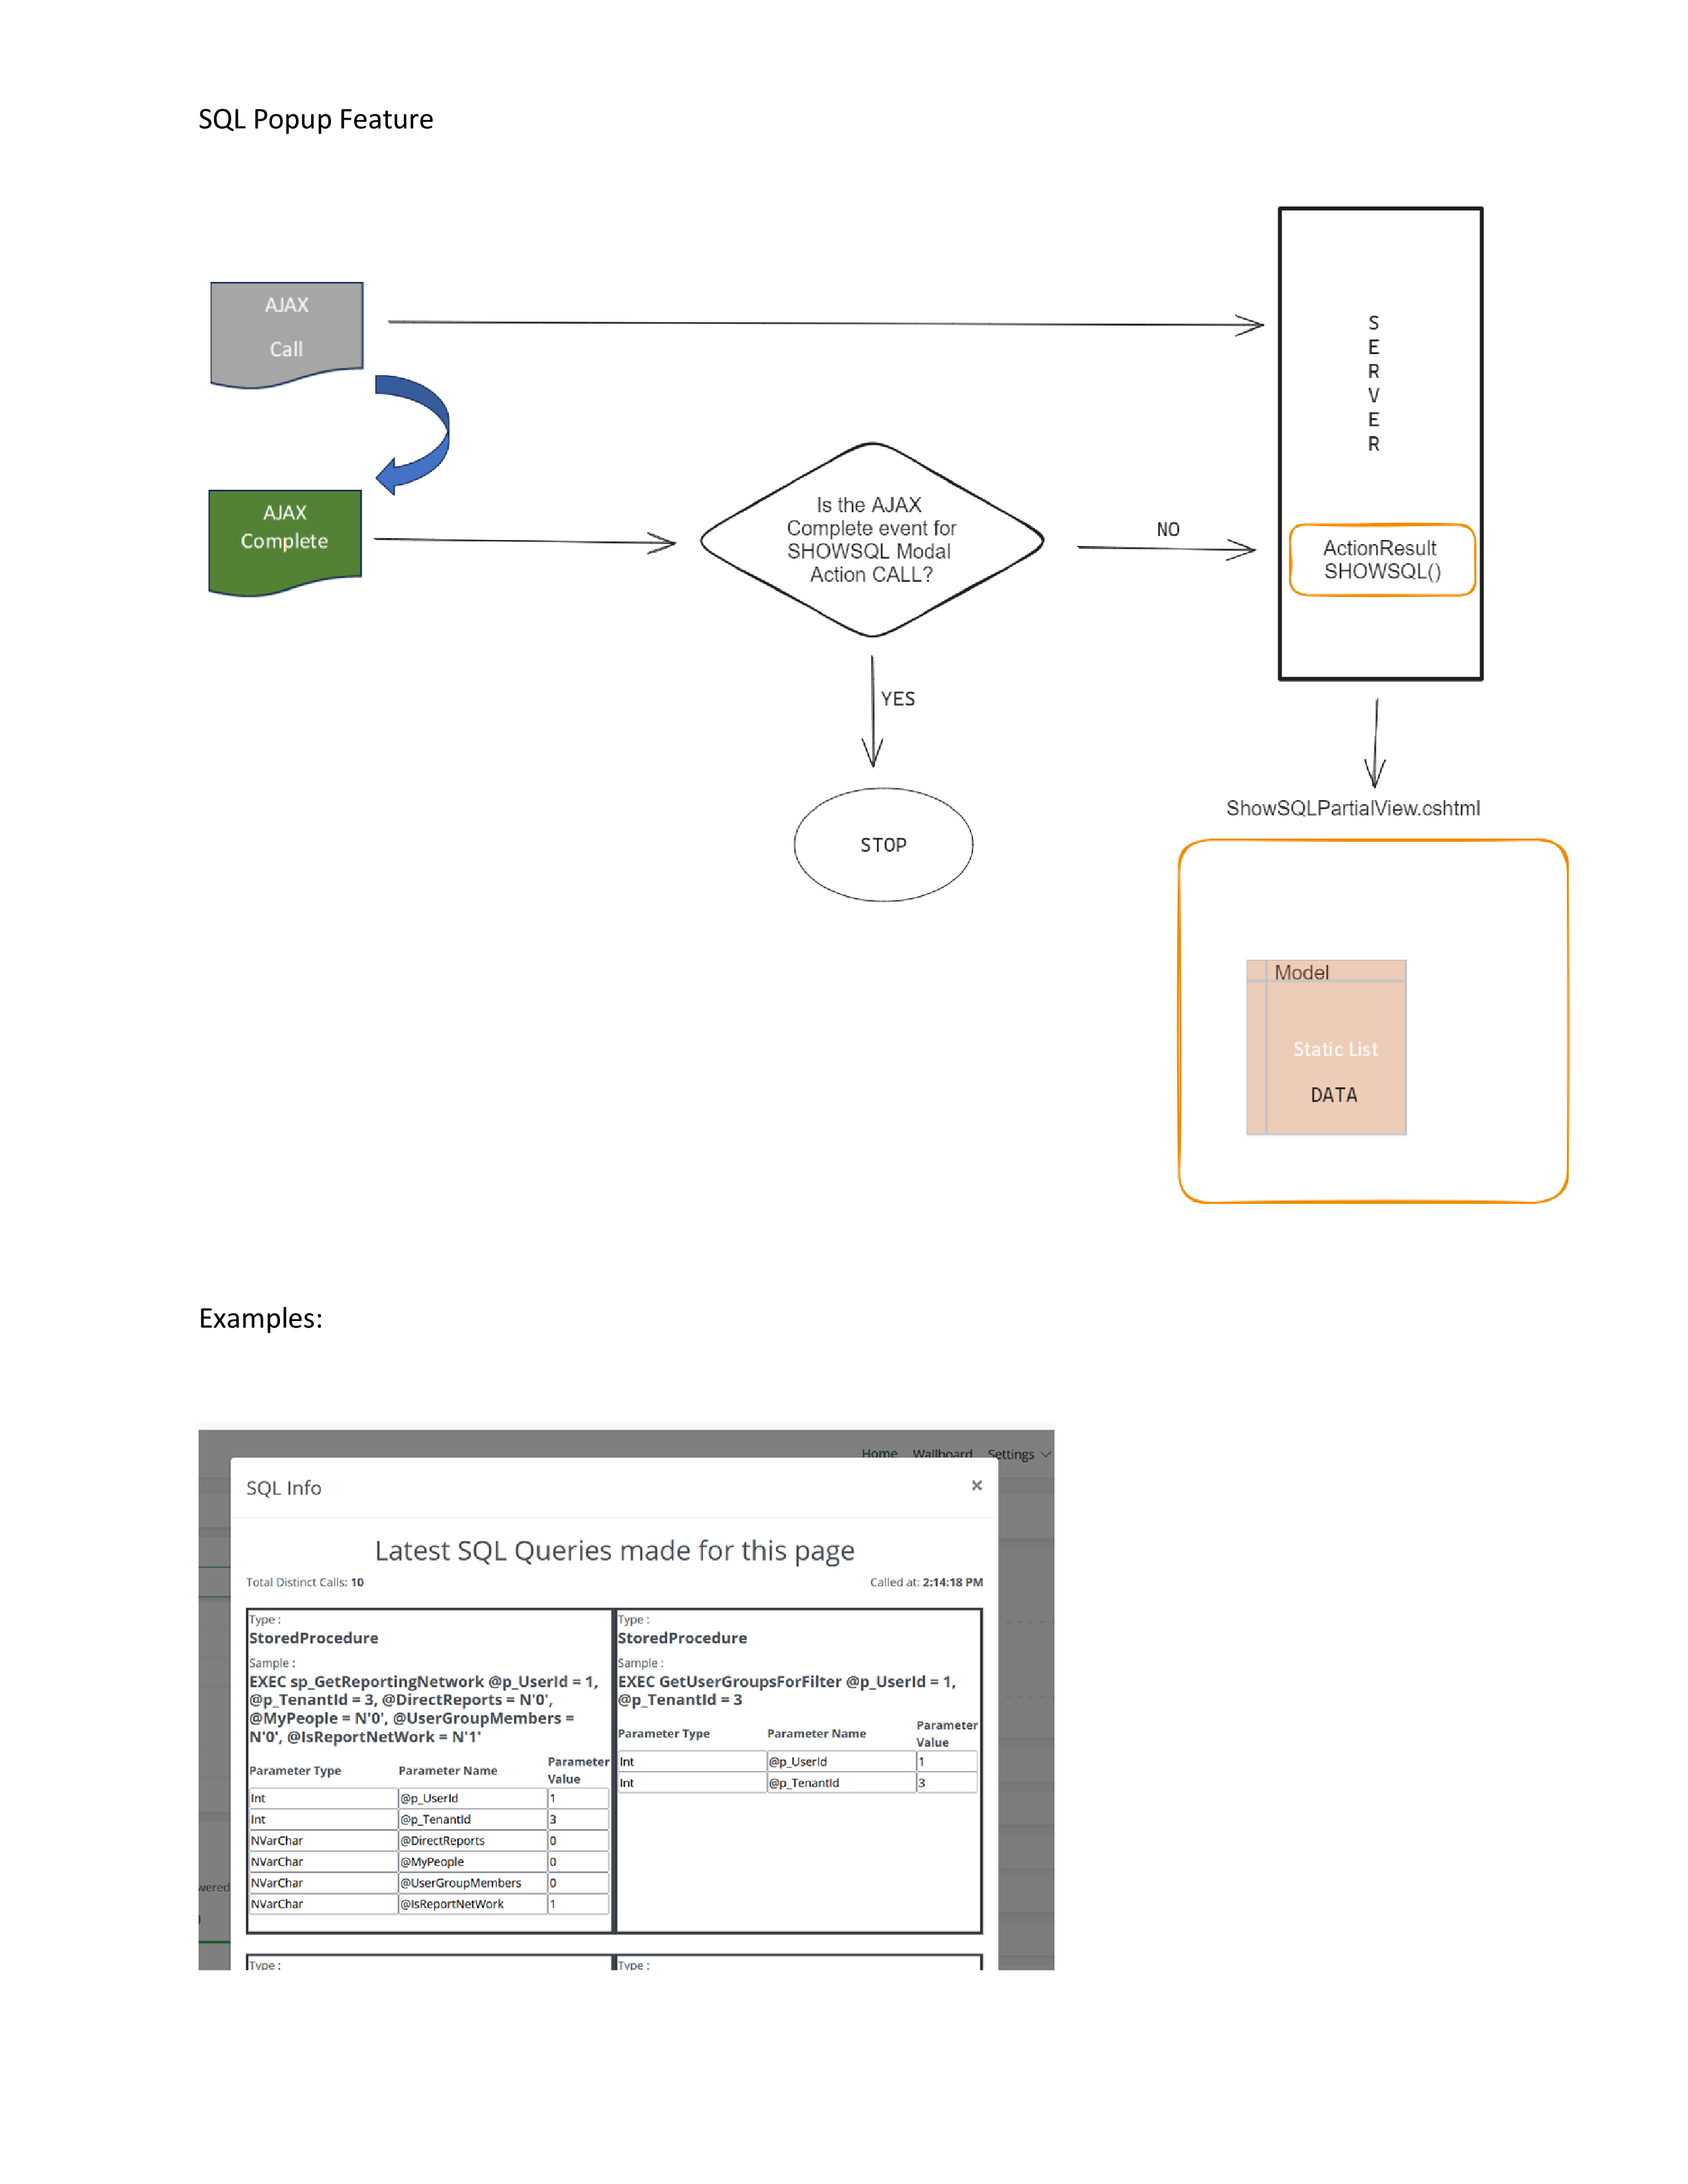 SQL Popup Feature
AJAX
Call
S
E
R
V
E
R
AJAX
Complete
Is the AJAX
Complete event for
SHOWSQL Modal
Action CALL?
NO
ActionResult
SHOWSQL()
YES
STOP
ShowSQLPartialView.cshtml
Model
Static List
DATA
Examples:
Home Wallboard Settings
SQL Info ×
Latest SQL Queries made for this page
Total Distinct Calls: 10 Called at: 2:14:18 PM
Type :
StoredProcedure
Sample :
EXEC sp_GetReportingNetwork @p_UserId = 1,
@p_TenantId = 3, @DirectReports = N'0',
@MyPeople = N'0', @UserGroupMembers =
N'0', @IsReportNetWork = N'1'
Parameter Type Parameter Name Parameter
Value
Int @p_UserId 1
Int @p_TenantId 3
NVarChar @DirectReports 0
NVarChar @MyPeople 0
NVarChar @UserGroupMembers 0
NVarChar @IsReportNetWork 1
Type :
StoredProcedure
Sample :
EXEC GetUserGroupsForFilter @p_UserId = 1,
@p_TenantId = 3
Parameter Type Parameter Name Parameter
Value
Int @p_UserId 1
Int @p_TenantId 3
wered
Type : Type :